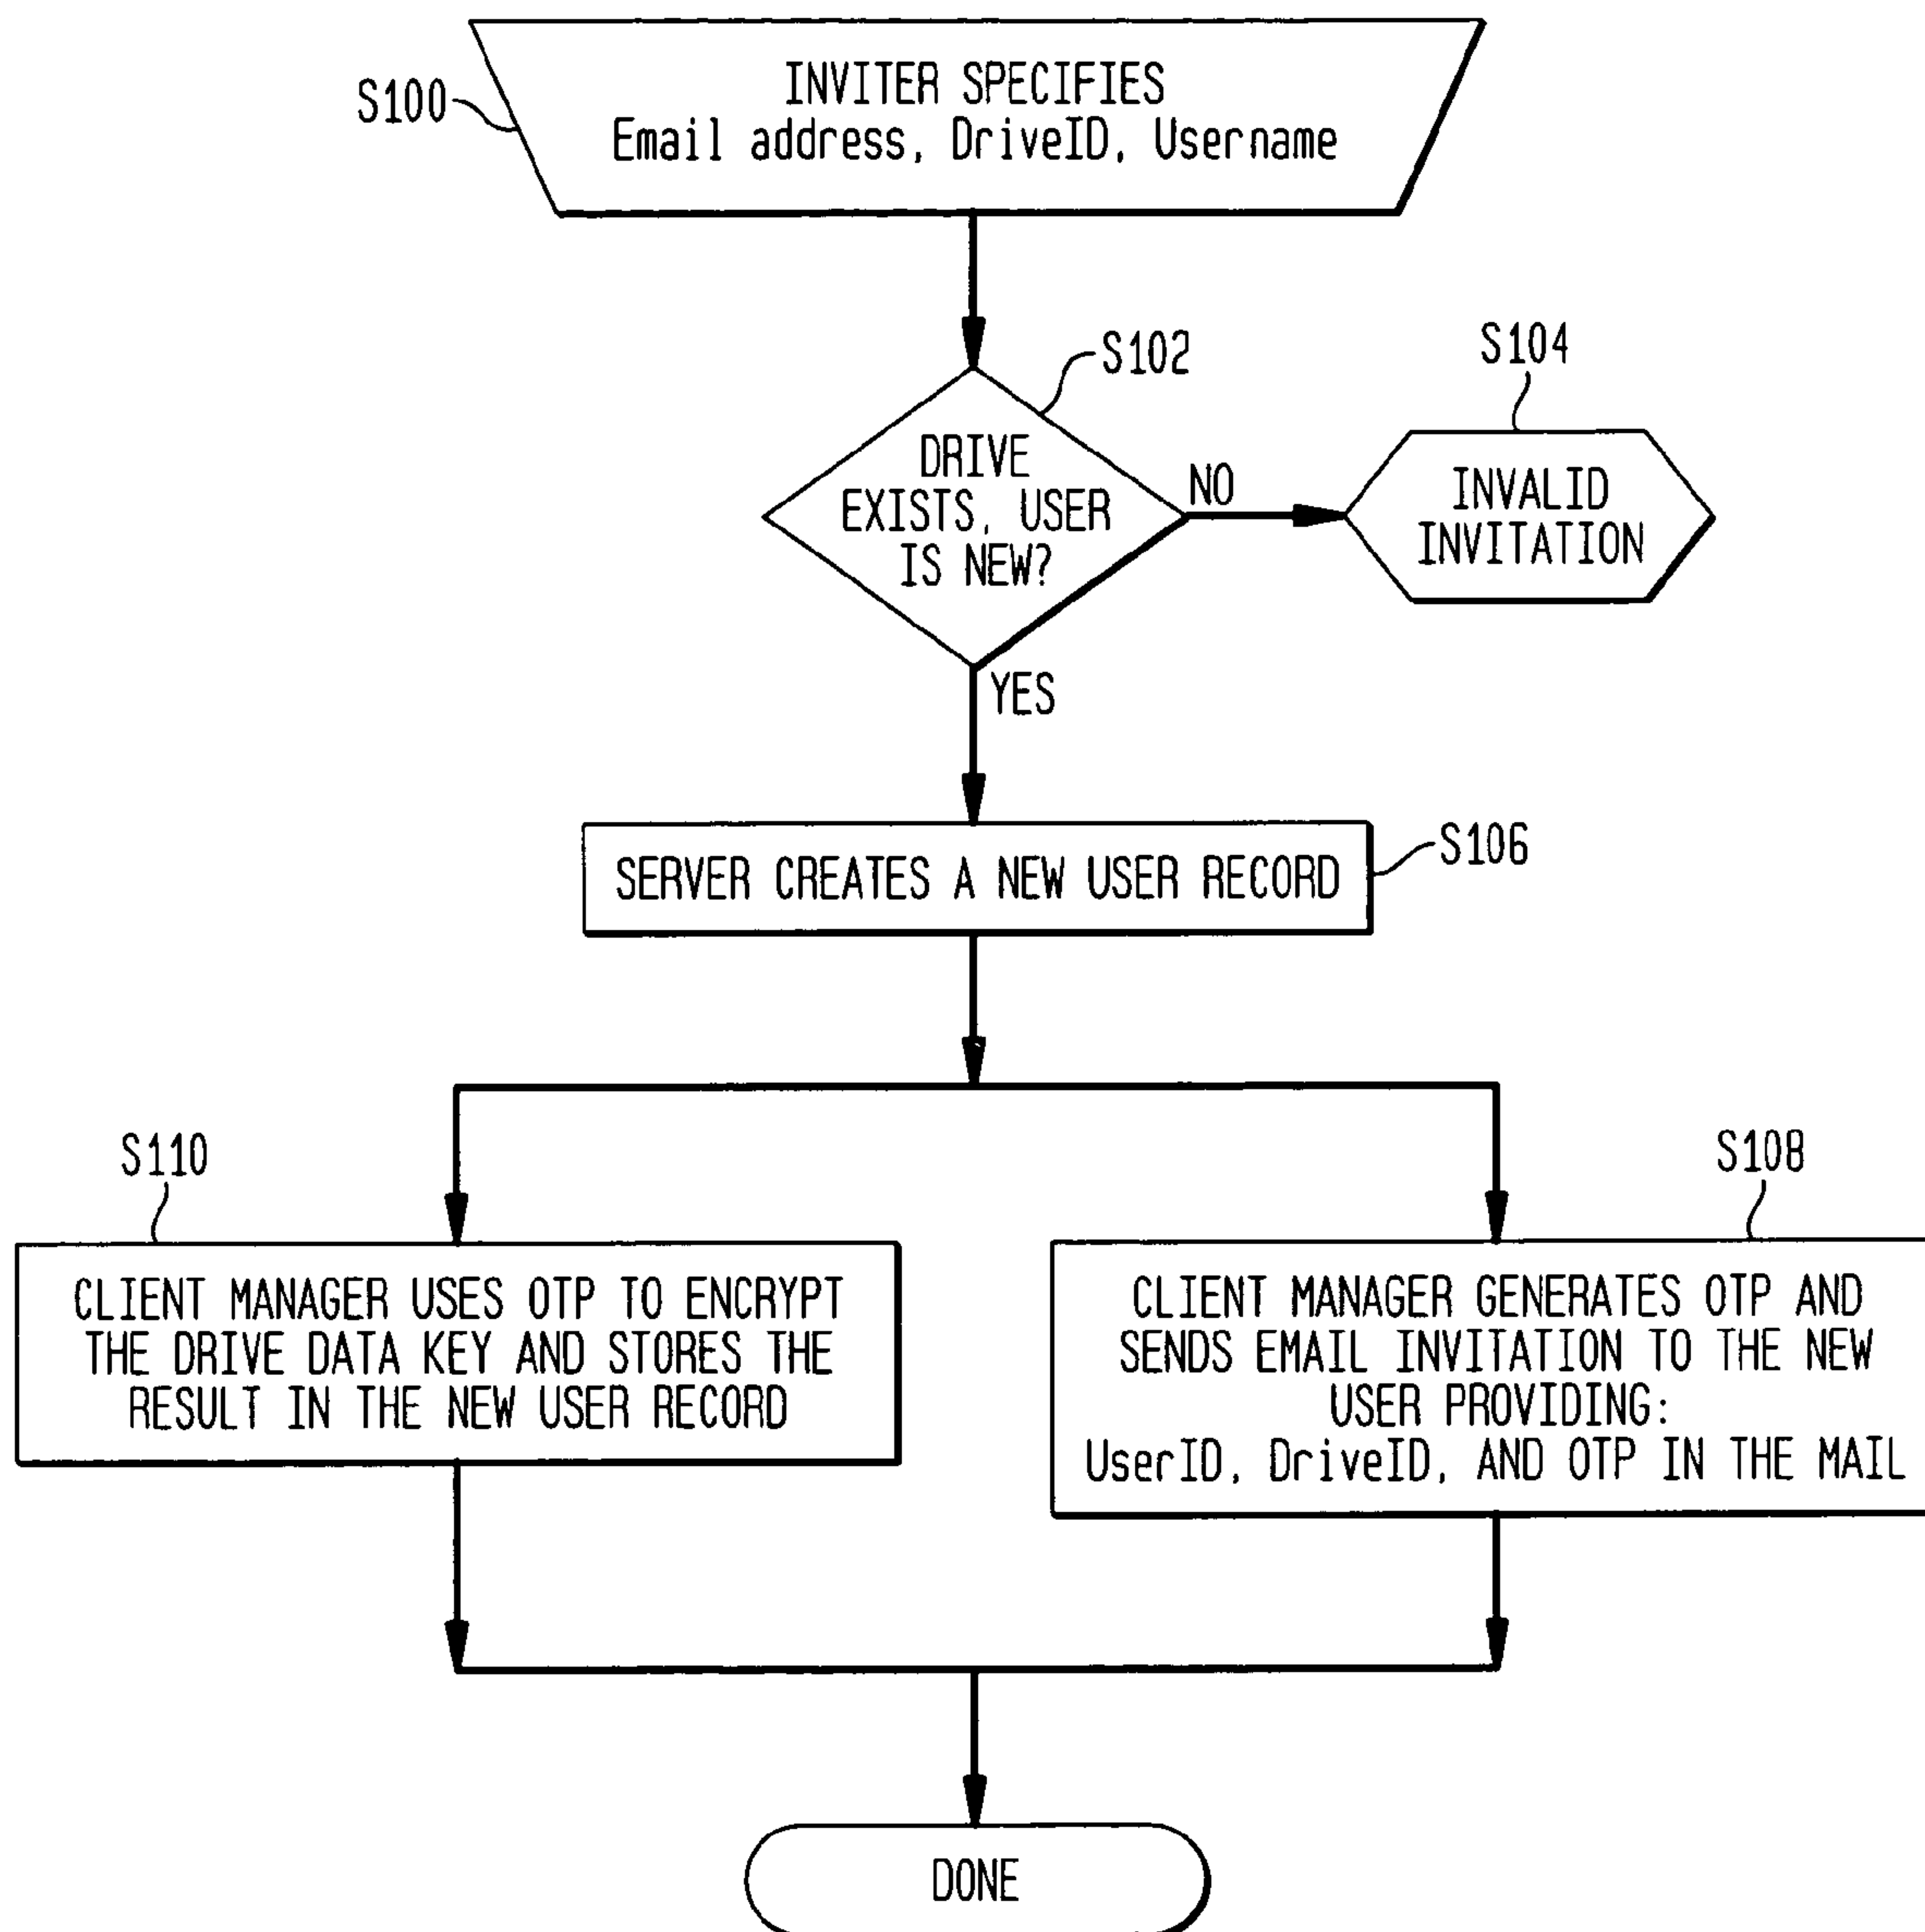 S100
INVITER SPECIFIES
Email address, DriveID, Username
S102
S104
DRIVE
EXISTS, USER
IS NEW?
NO
INVALID
INVITATION
YES
SERVER CREATES A NEW USER RECORD
S106
S110
S108
CLIENT MANAGER USES OTP TO ENCRYPT
THE DRIVE DATA KEY AND STORES THE
RESULT IN THE NEW USER RECORD
CLIENT MANAGER GENERATES OTP AND
SENDS EMAIL INVITATION TO THE NEW
USER PROVIDING:
UserID, DriveID, AND OTP IN THE MAIL
DONE